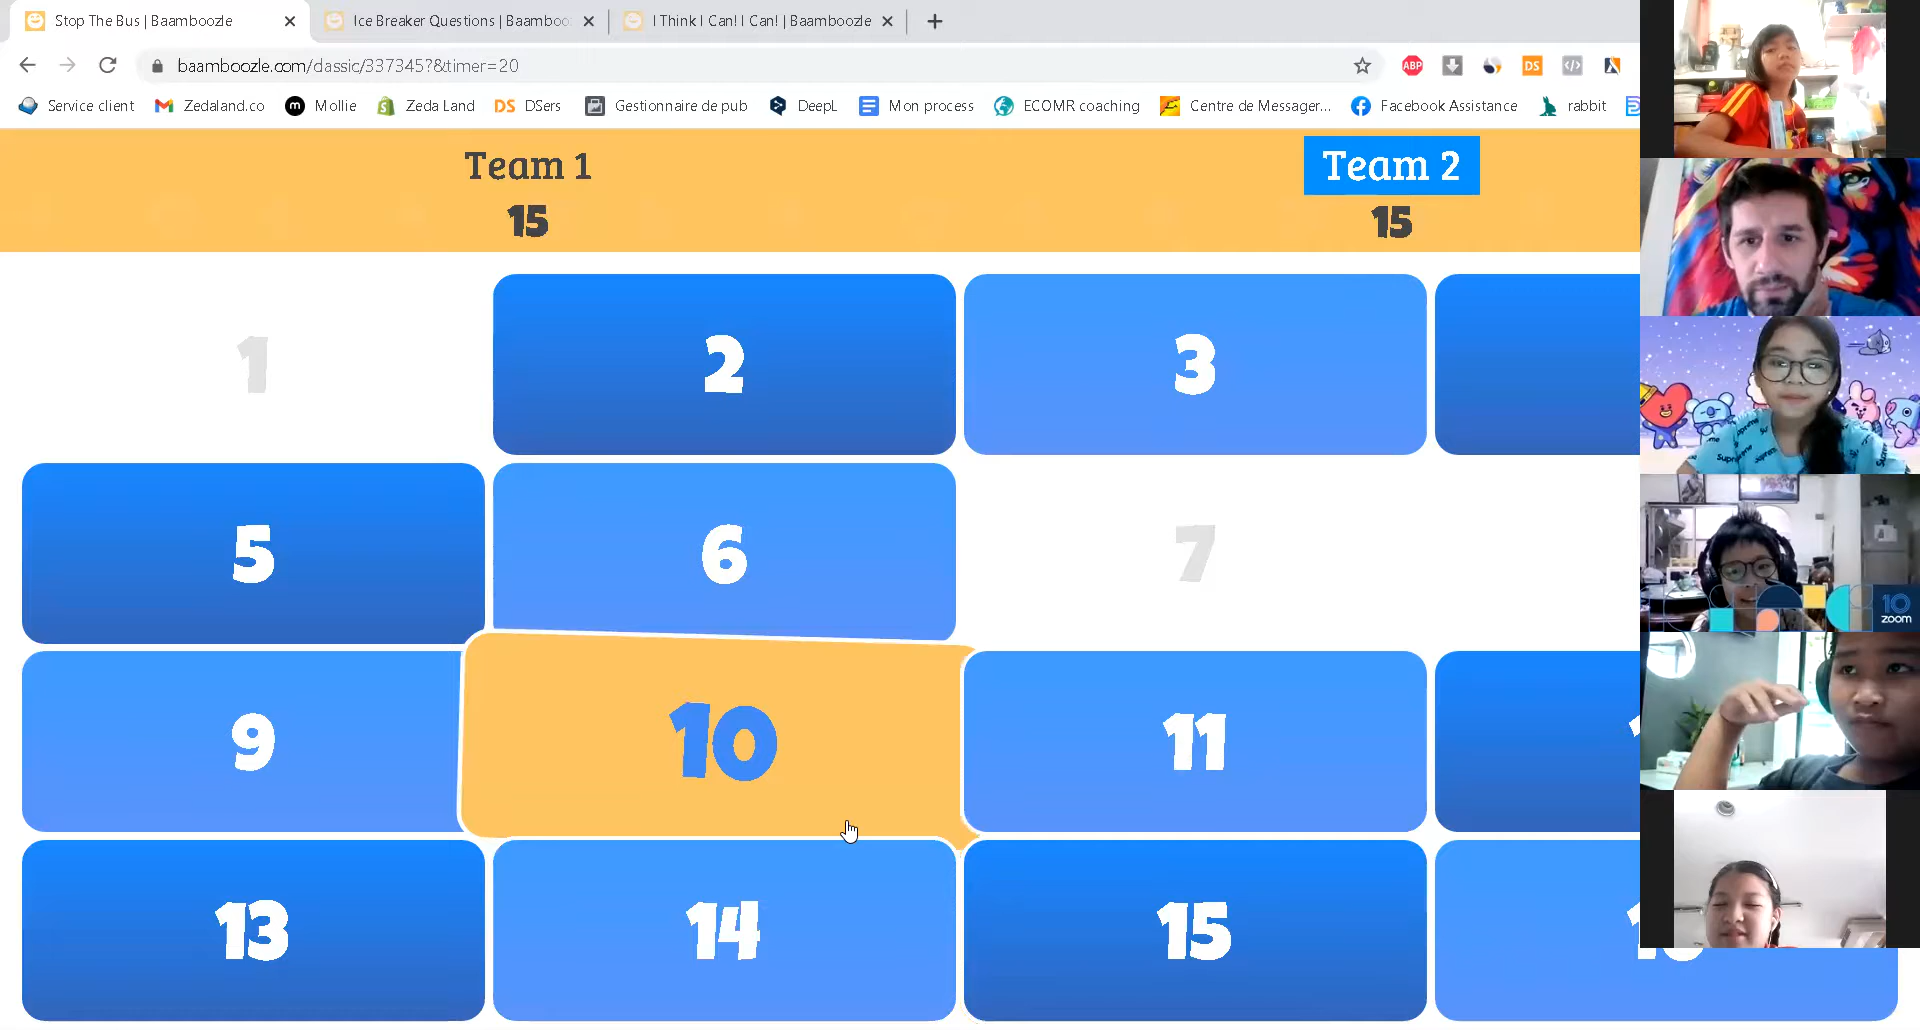 Stop The Bus | Baamboozle
Ice Breaker Questions | Baamboo
I Think I Can! I Can! | Baamboozle
baamboozle.com/classic/337345?&timer=20
ABP
DS
Service client
Zedaland.co
m Mollie
Zeda Land
DS DSers
Gestionnaire de pub
DeepL
Mon process
ECOMR coaching
Centre de Messager...
Facebook Assistance
rabbit
Team 1
Team 2
15
15
1
2
3
5
6
7
9
10
11
13
14
15
10
zoom